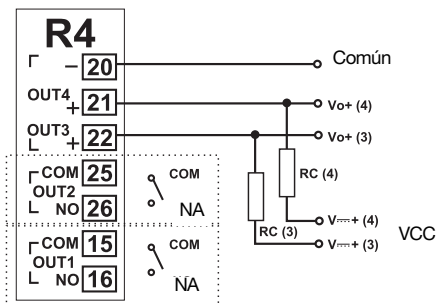 R4
− 20 Común
OUT4 + 21 Vo+ (4)
OUT3 + 22 Vo+ (3)
COM 25 COM
OUT2
NO 26 NA
RC (4)
RC (3)
V⎓+ (4)
V⎓+ (3)
VCC
COM 15 COM
OUT1
NO 16 NA